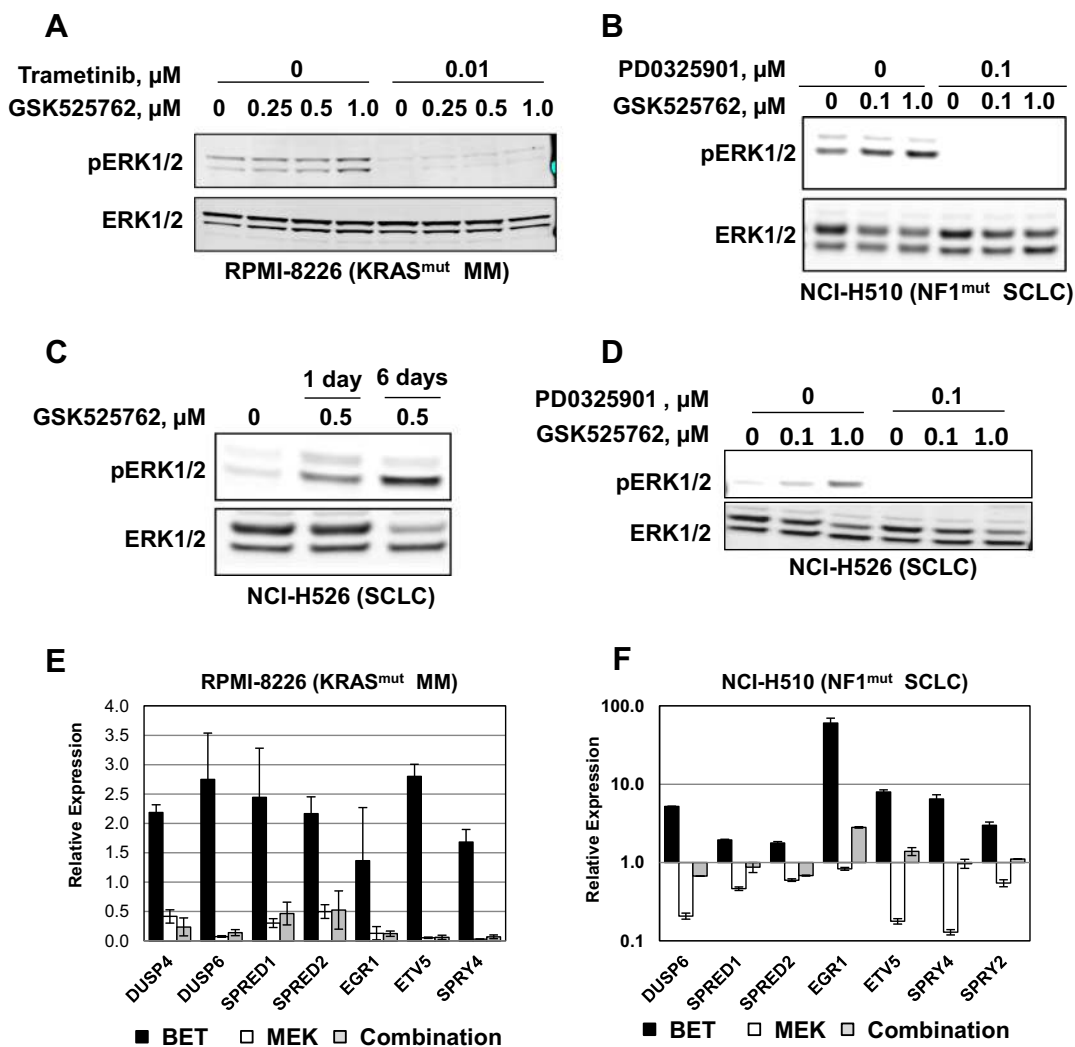 A
Trametinib, µM 0 0.01
GSK525762, µM 0 0.25 0.5 1.0 0 0.25 0.5 1.0
pERK1/2
ERK1/2
RPMI-8226 (KRASmut MM)
B
PD0325901, µM 0 0.1
GSK525762, µM 0 0.1 1.0 0 0.1 1.0
pERK1/2
ERK1/2
NCI-H510 (NF1mut SCLC)
C
1 day 6 days
GSK525762, µM 0 0.5 0.5
pERK1/2
ERK1/2
NCI-H526 (SCLC)
D
PD0325901 , µM 0 0.1
GSK525762, µM 0 0.1 1.0 0 0.1 1.0
pERK1/2
ERK1/2
NCI-H526 (SCLC)
E
RPMI-8226 (KRASmut MM)
Relative Expression
4.0
3.5
3.0
2.5
2.0
1.5
1.0
0.5
0.0
DUSP4 DUSP6 SPRED1 SPRED2 EGR1 ETV5 SPRY4
BET MEK Combination
F
NCI-H510 (NF1mut SCLC)
Relative Expression
100.0
10.0
1.0
0.1
DUSP6 SPRED1 SPRED2 EGR1 ETV5 SPRY4 SPRY2
BET MEK Combination